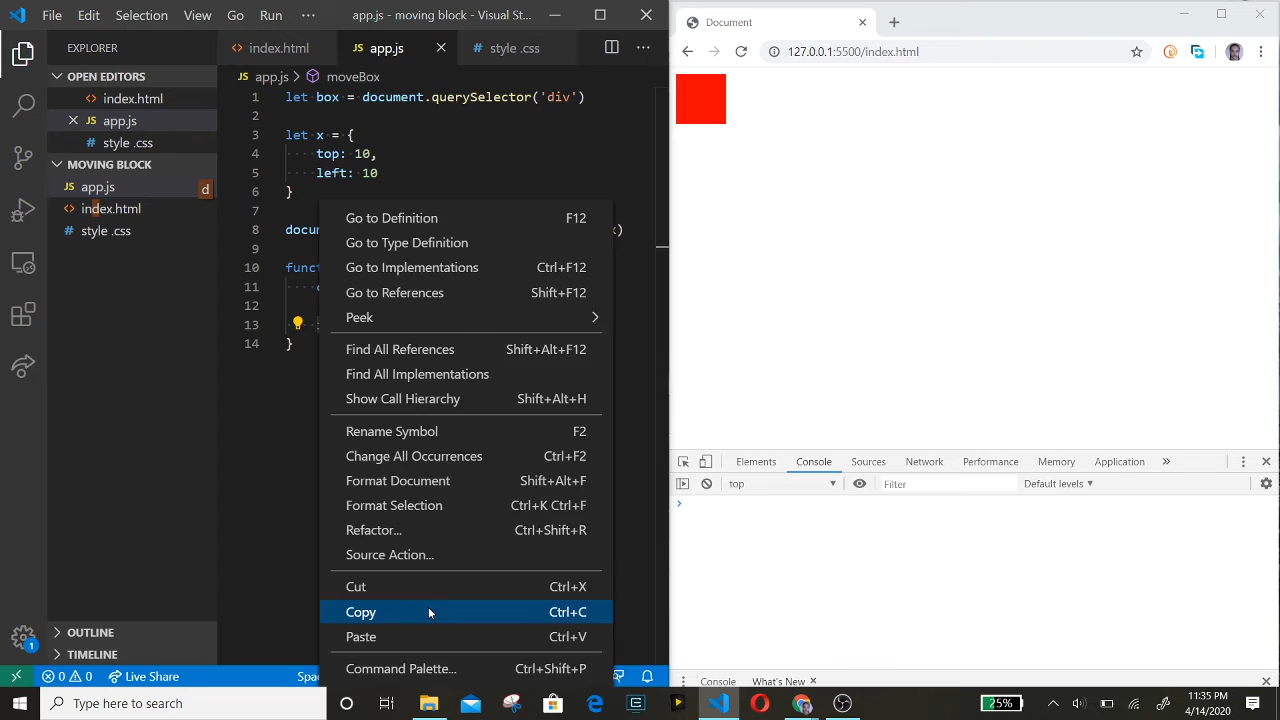 File Edit Selection View Go Run ··· app.js - moving block - Visual St...
EXPLORER
OPEN EDITORS
index.html
app.js
style .css
MOVING BLOCK
JS app.js
d
index.html
style .css
OUTLINE
TIMELINE
index.html JS app.js style .css
JS app.js > moveBox
1 let box = document.querySelector('div')
2
3 let x = {
4 top: 10,
5 left: 10
6 }
7
8 docu
)
9
10 func
11
12
13
14 }
Go to Definition F12
Go to Type Definition
Go to Implementations Ctrl+F12
Go to References Shift+F12
Peek
Find All References Shift+Alt+F12
Find All Implementations
Show Call Hierarchy Shift+Alt+H
Rename Symbol F2
Change All Occurrences Ctrl+F2
Format Document Shift+Alt+F
Format Selection Ctrl+K Ctrl+F
Refactor... Ctrl+Shift+R
Source Action...
Cut Ctrl+X
Copy Ctrl+C
Paste Ctrl+V
Command Palette... Ctrl+Shift+P
1
0 0 Live Share Spac
Document
127.0.0.1:5500/index.html
Elements Console Sources Network Performance Memory Application »
top Filter Default levels
Console What's New
Type here to search
25%
11:35 PM
4/14/2020